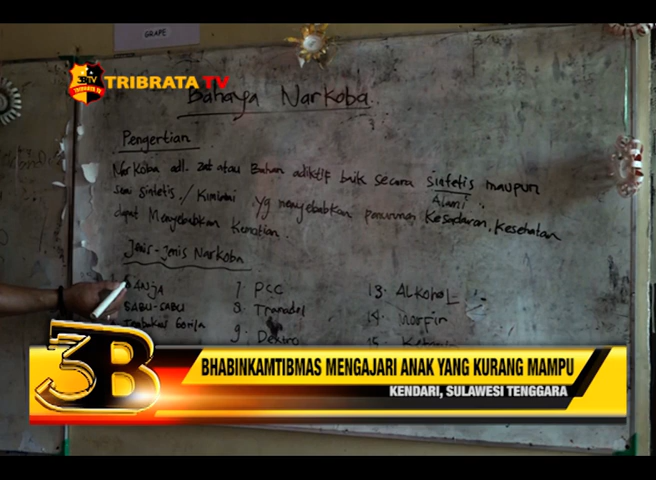 GRAPE
TRIBRATA TV
Bahaya Narkoba
Pengertian
Narkoba adl. zat atau Bahan adiktif baik secara sintetis maupun
semi sintetis / Kimiawi yg menyebabkan penurunan Kesadaran, Kesehatan
Alami
dapat Menyebabkan Kematian.
Jenis-Jenis Narkoba
GANJA
7. PCC
13. ALKOHOL
SABU-SABU
8. Tramadol
14. Morfin
Tembakau Gorila
9. Dextro
15.
3B
BHABINKAMTIBMAS MENGAJARI ANAK YANG KURANG MAMPU
KENDARI, SULAWESI TENGGARA